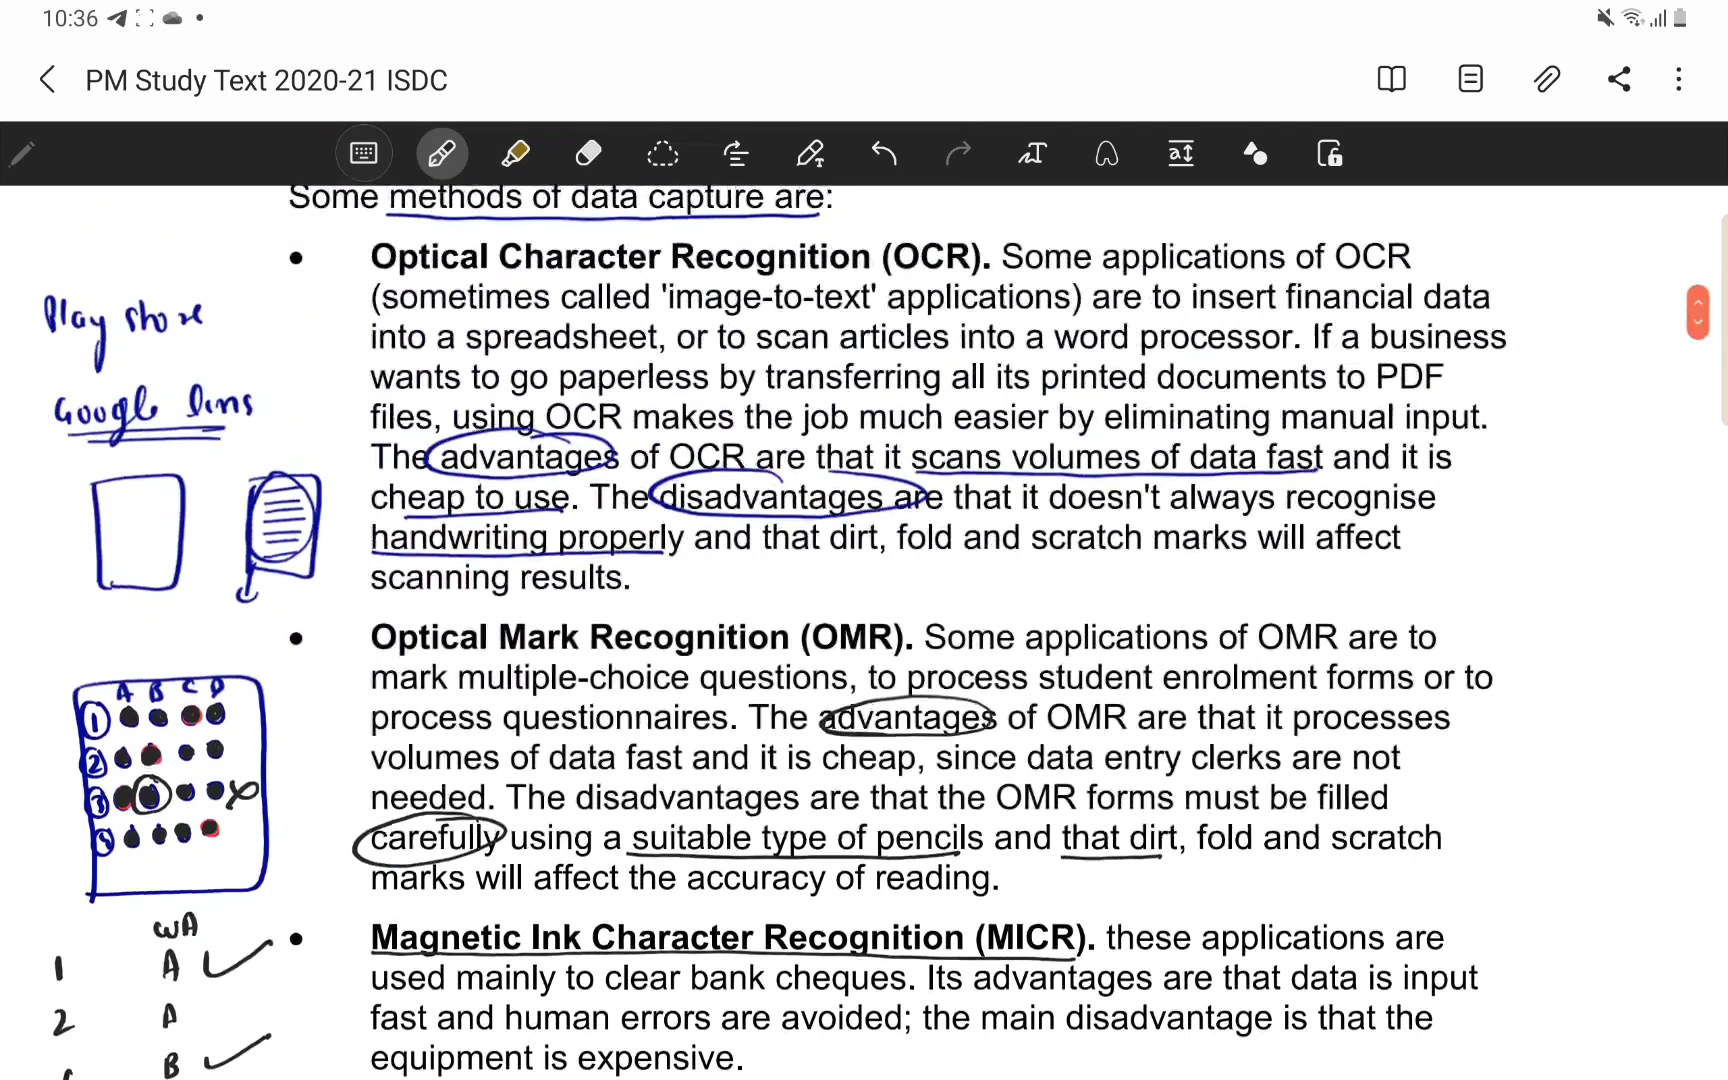 10:36
PM Study Text 2020-21 ISDC
Some methods of data capture are:
• Optical Character Recognition (OCR). Some applications of OCR
(sometimes called 'image-to-text' applications) are to insert financial data
into a spreadsheet, or to scan articles into a word processor. If a business
wants to go paperless by transferring all its printed documents to PDF
files, using OCR makes the job much easier by eliminating manual input.
The advantages of OCR are that it scans volumes of data fast and it is
cheap to use. The disadvantages are that it doesn't always recognise
handwriting properly and that dirt, fold and scratch marks will affect
scanning results.
Play store
Google lens
• Optical Mark Recognition (OMR). Some applications of OMR are to
mark multiple-choice questions, to process student enrolment forms or to
process questionnaires. The advantages of OMR are that it processes
volumes of data fast and it is cheap, since data entry clerks are not
needed. The disadvantages are that the OMR forms must be filled
carefully using a suitable type of pencils and that dirt, fold and scratch
marks will affect the accuracy of reading.
A B C D
1
2
3
• Magnetic Ink Character Recognition (MICR). these applications are
used mainly to clear bank cheques. Its advantages are that data is input
fast and human errors are avoided; the main disadvantage is that the
equipment is expensive.
WA
1 A
2 A
B